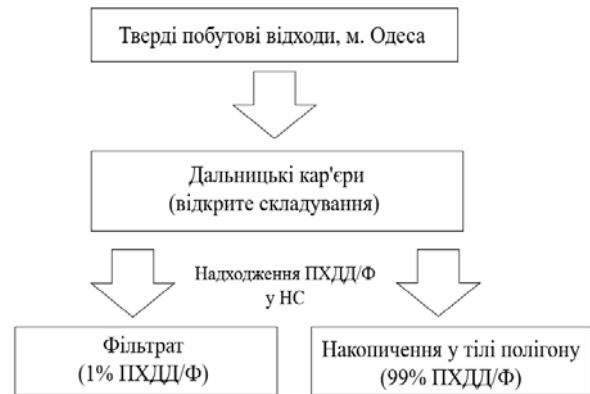 Тверді побутові відходи, м. Одеса
Дальницькі кар'єри
(відкрите складування)
Надходження ПХДД/Ф
у НС
Фільтрат
(1% ПХДД/Ф)
Накопичення у тілі полігону
(99% ПХДД/Ф)